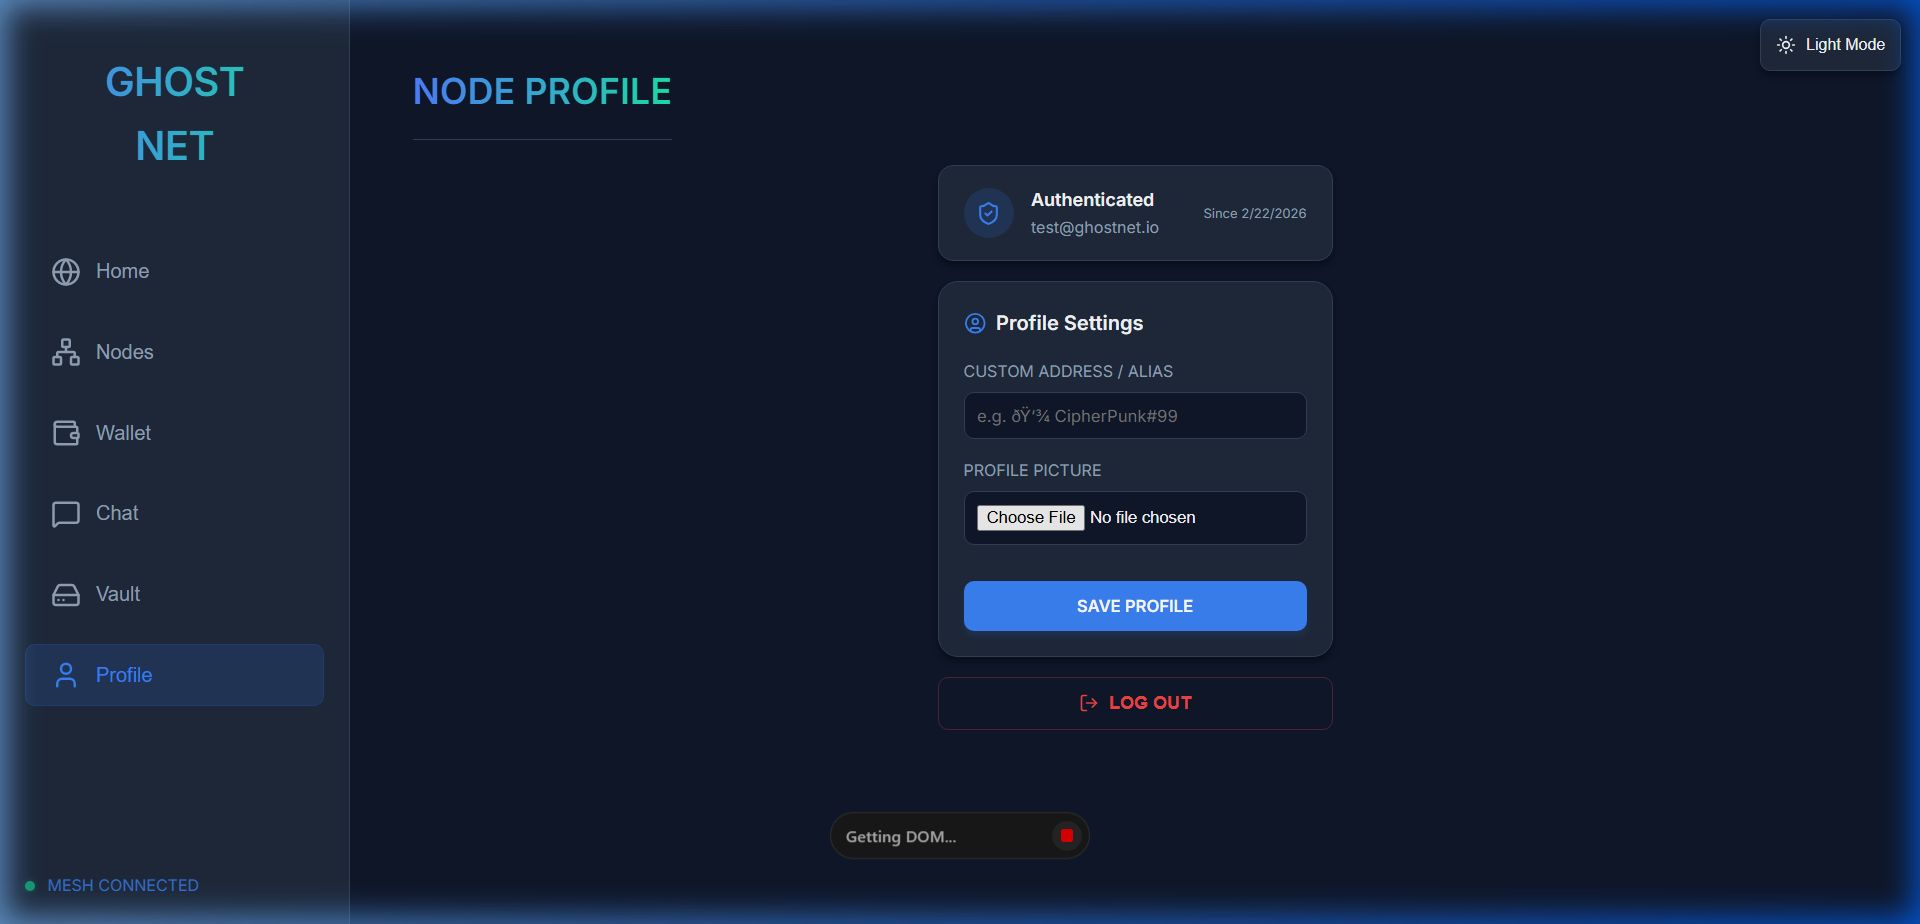 GHOST
NET
Home
Nodes
Wallet
Chat
Vault
Profile
MESH CONNECTED
Light Mode
NODE PROFILE
Authenticated
test@ghostnet.io
Since 2/22/2026
Profile Settings
CUSTOM ADDRESS / ALIAS
e.g. ðŸ‘¾ CipherPunk#99
PROFILE PICTURE
Choose File No file chosen
SAVE PROFILE
LOG OUT
Getting DOM...